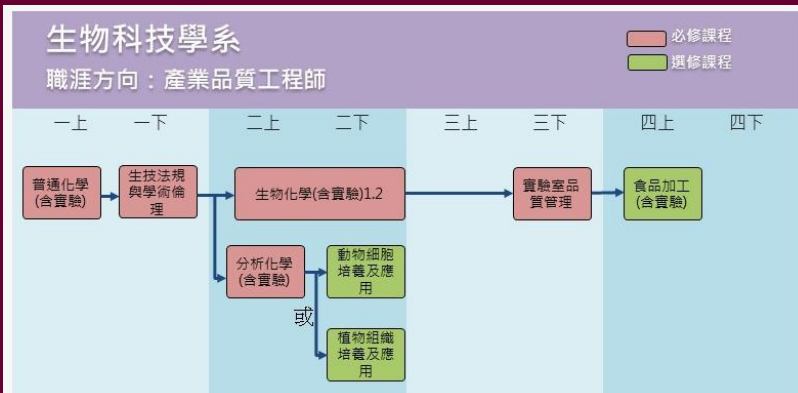 生物科技學系
職涯方向：產業品質工程師
必修課程
選修課程
一上 一下 二上 二下 三上 三下 四上 四下
普通化學
(含實驗)
生技法規
與學術倫
理
生物化學(含實驗)1.2
實驗室品
質管理
食品加工
(含實驗)
分析化學
(含實驗)
動物細胞
培養及應
用
或
植物組織
培養及應
用